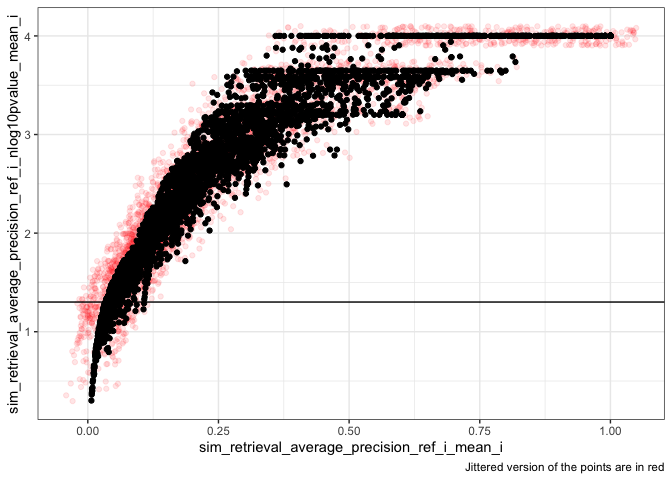 sim_retrieval_average_precision_ref_i_nlog10pvalue_mean_i
4
3
2
1
0.00 0.25 0.50 0.75 1.00
sim_retrieval_average_precision_ref_i_mean_i
Jittered version of the points are in red